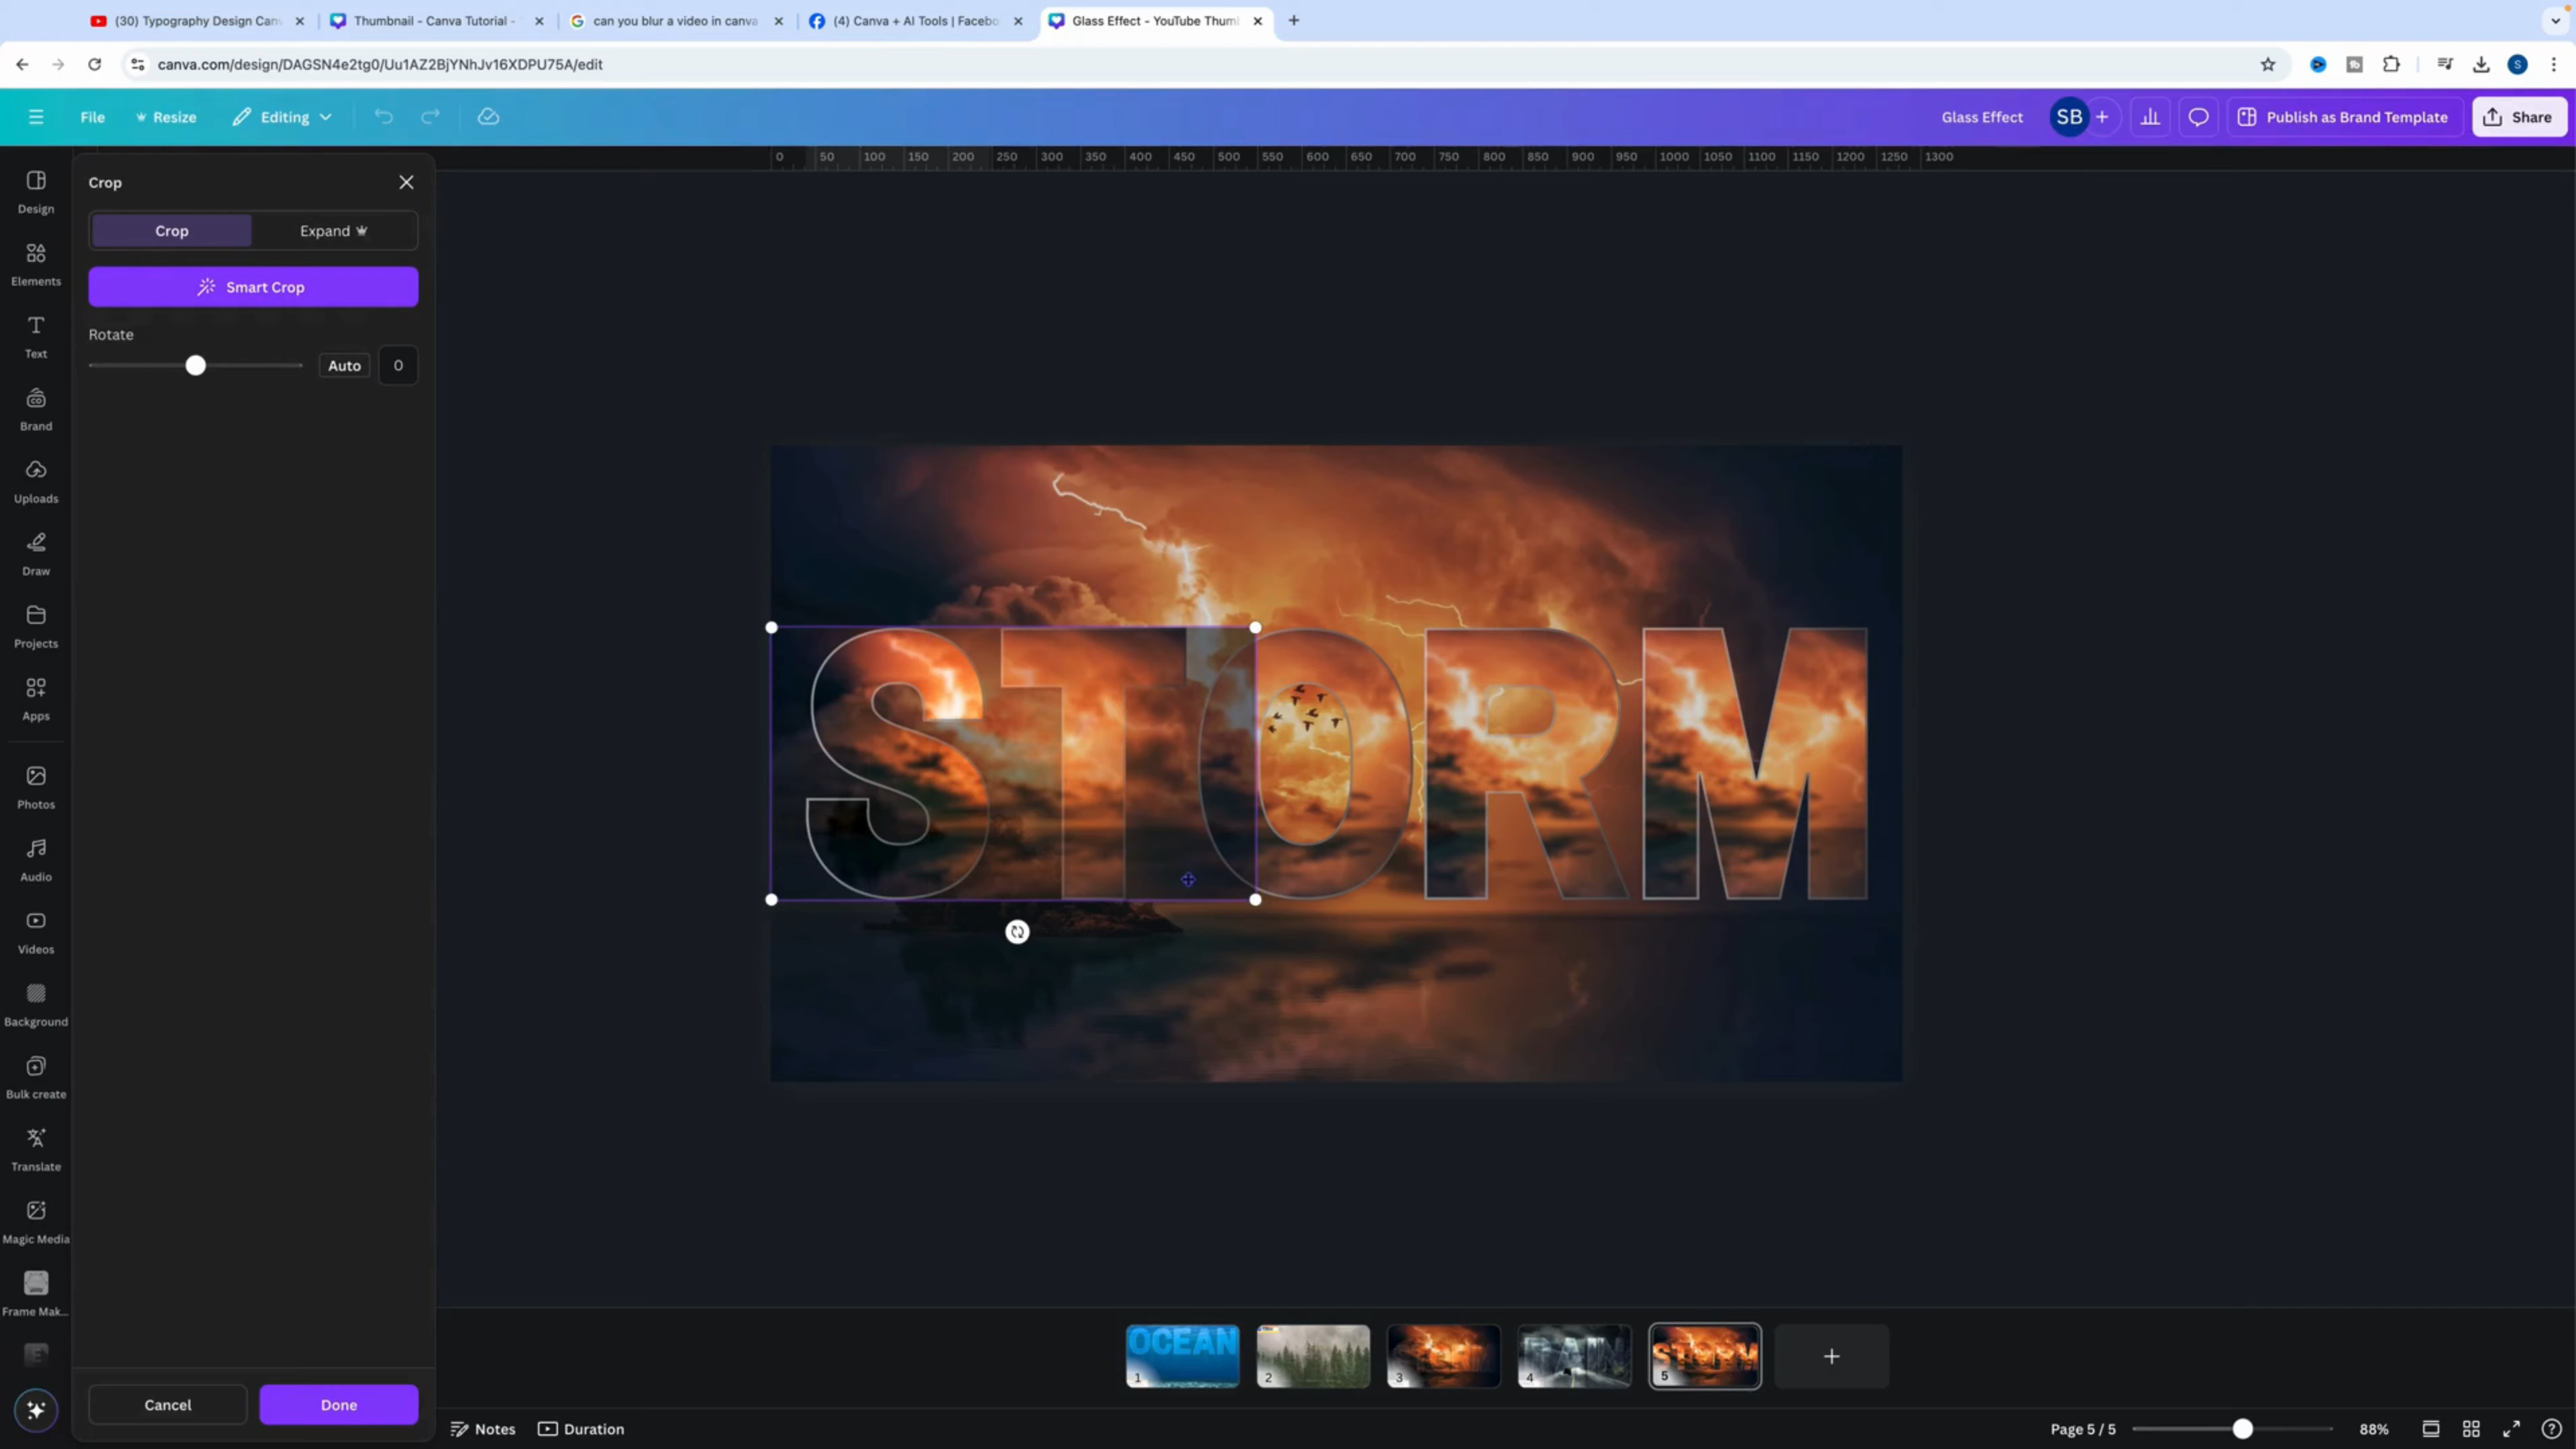 (30) Typography Design Can
Thumbnail - Canva Tutorial -
can you blur a video in canva
(4) Canva + AI Tools | Facebo
Glass Effect - YouTube Thum
canva.com/design/DAGSN4e2tg0/Uu1AZ2BjYNhJv16XDPU75A/edit
S
File
Resize
Editing
Glass Effect
SB
+
Publish as Brand Template
Share
0 50 100 150 200 250 300 350 400 450 500 550 600 650 700 750 800 850 900 950 1000 1050 1100 1150 1200 1250 1300
Crop
Crop
Expand
Smart Crop
Rotate
Auto
0
Design
Elements
Text
Brand
Uploads
Draw
Projects
Apps
Photos
Audio
Videos
Background
Bulk create
Translate
Magic Media
Frame Mak...
E
STORM
OCEAN
1
2
3
RAIN
4
STORM
5
+
Cancel
Done
Notes
Duration
Page 5 / 5
88%